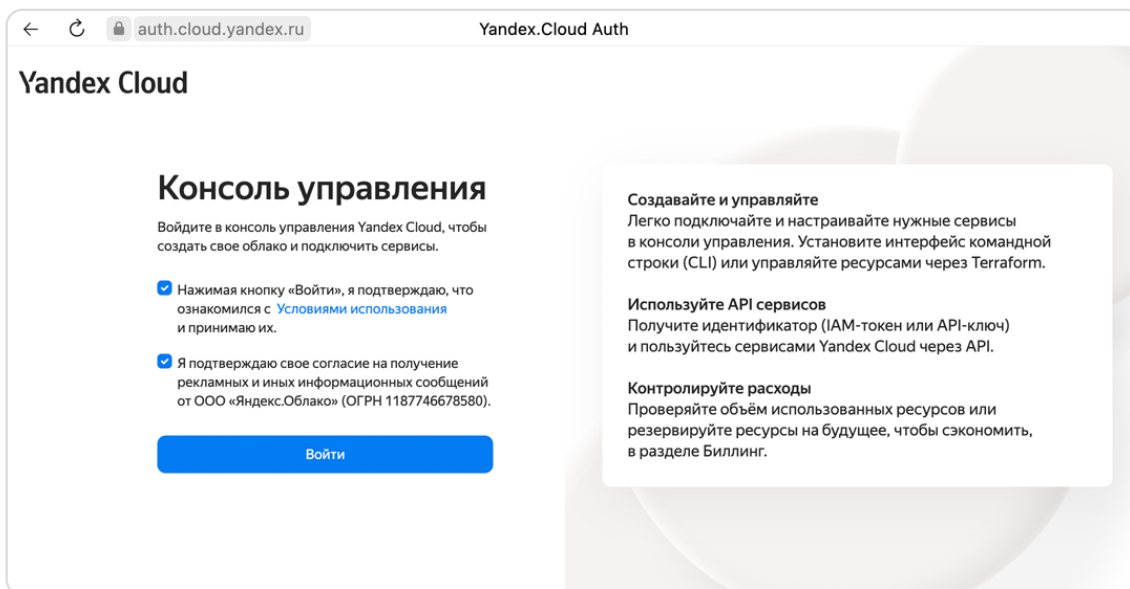 auth.cloud.yandex.ru
Yandex.Cloud Auth
Yandex Cloud
Консоль управления
Войдите в консоль управления Yandex Cloud, чтобы
создать свое облако и подключить сервисы.
Нажимая кнопку «Войти», я подтверждаю, что
ознакомился с Условиями использования
и принимаю их.
Я подтверждаю свое согласие на получение
рекламных и иных информационных сообщений
от ООО «Яндекс.Облако» (ОГРН 1187746678580).
Войти
Создавайте и управляйте
Легко подключайте и настраивайте нужные сервисы
в консоли управления. Установите интерфейс командной
строки (CLI) или управляйте ресурсами через Terraform.
Используйте API сервисов
Получите идентификатор (IAM-токен или API-ключ)
и пользуйтесь сервисами Yandex Cloud через API.
Контролируйте расходы
Проверяйте объём использованных ресурсов или
резервируйте ресурсы на будущее, чтобы сэкономить,
в разделе Биллинг.